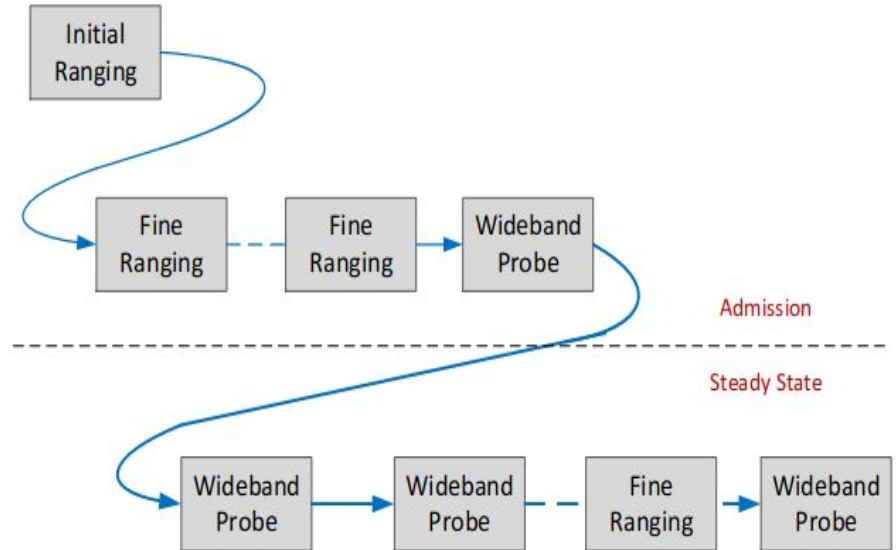 Initial
Ranging
Fine
Ranging
Fine
Ranging
Wideband
Probe
Admission
Steady State
Wideband
Probe
Wideband
Probe
Fine
Ranging
Wideband
Probe